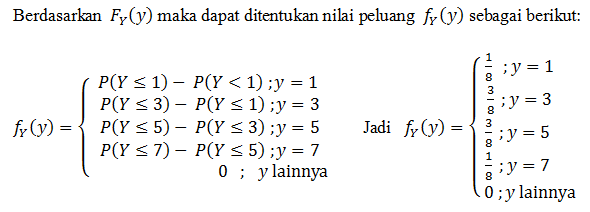 Berdasarkan F_Y(y) maka dapat ditentukan nilai peluang f_Y(y) sebagai berikut:
f_Y(y) = { P(Y ≤ 1) − P(Y < 1) ; y = 1
P(Y ≤ 3) − P(Y ≤ 1) ; y = 3
P(Y ≤ 5) − P(Y ≤ 3) ; y = 5
P(Y ≤ 7) − P(Y ≤ 5) ; y = 7
0 ; y lainnya
Jadi f_Y(y) = { 1/8 ; y = 1
3/8 ; y = 3
3/8 ; y = 5
1/8 ; y = 7
0 ; y lainnya